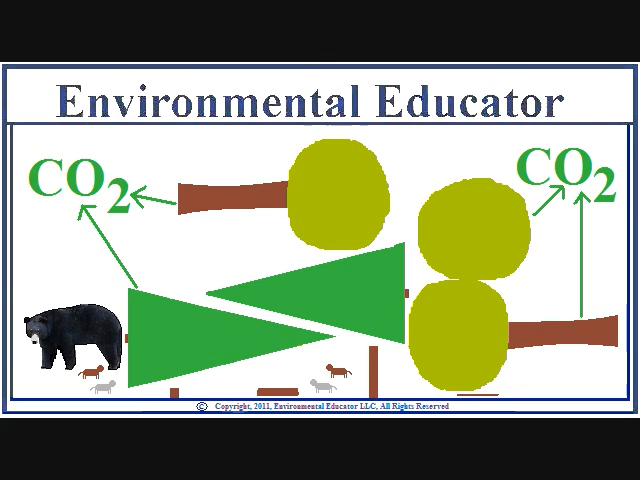 Environmental Educator
CO2
CO2
© Copyright, 2011, Environmental Educator LLC, All Rights Reserved